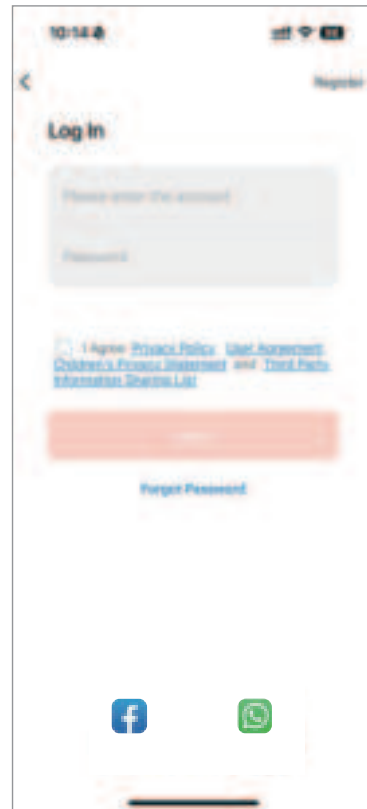 10:14
Register
Log In
Please enter the account
Password
I Agree Privacy Policy User Agreement
Children's Privacy Statement and Third Party
Information Sharing List
Forgot Password